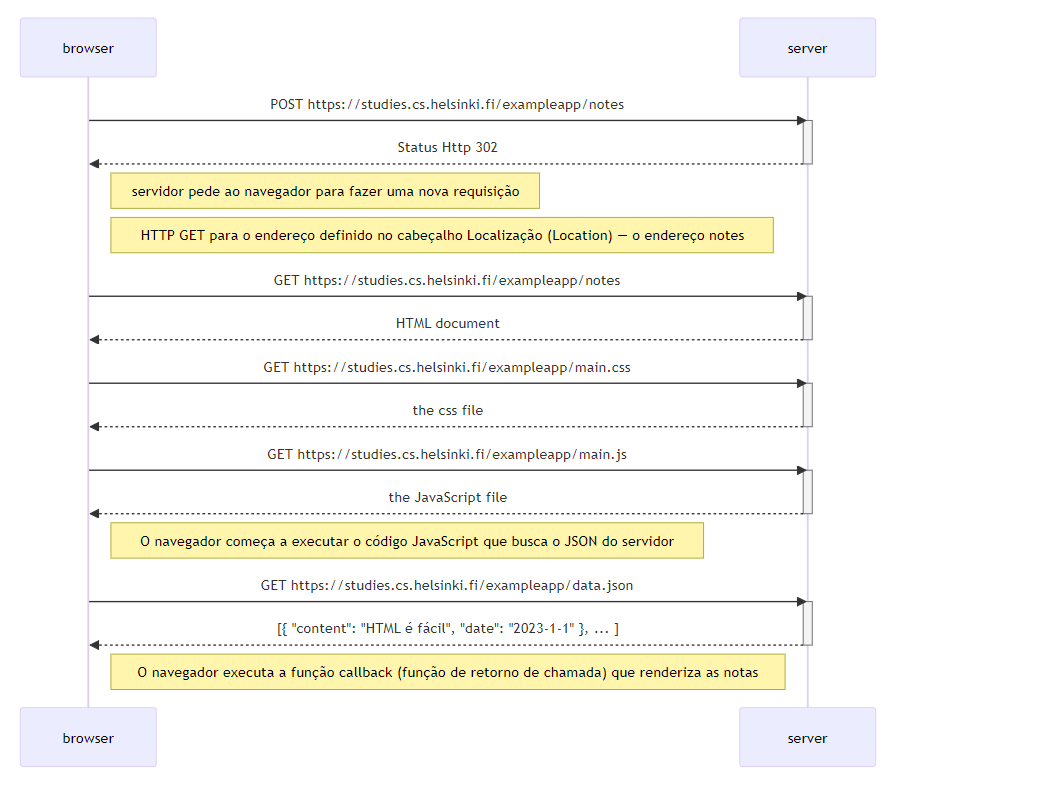 browser
server
POST https://studies.cs.helsinki.fi/exampleapp/notes
Status Http 302
servidor pede ao navegador para fazer uma nova requisição
HTTP GET para o endereço definido no cabeçalho Localização (Location) — o endereço notes
GET https://studies.cs.helsinki.fi/exampleapp/notes
HTML document
GET https://studies.cs.helsinki.fi/exampleapp/main.css
the css file
GET https://studies.cs.helsinki.fi/exampleapp/main.js
the JavaScript file
O navegador começa a executar o código JavaScript que busca o JSON do servidor
GET https://studies.cs.helsinki.fi/exampleapp/data.json
[{ "content": "HTML é fácil", "date": "2023-1-1" }, ... ]
O navegador executa a função callback (função de retorno de chamada) que renderiza as notas
browser
server